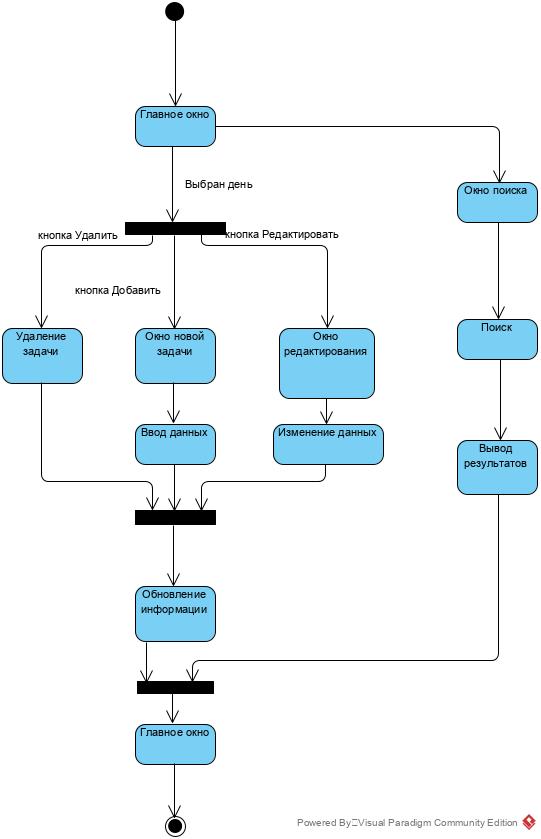 Главное окно
Выбран день
Окно поиска
кнопка Удалить
кнопка Редактировать
кнопка Добавить
Удаление
задачи
Окно новой
задачи
Окно
редактирования
Поиск
Ввод данных
Изменение данных
Вывод
результатов
Обновление
информации
Главное окно
Powered By Visual Paradigm Community Edition